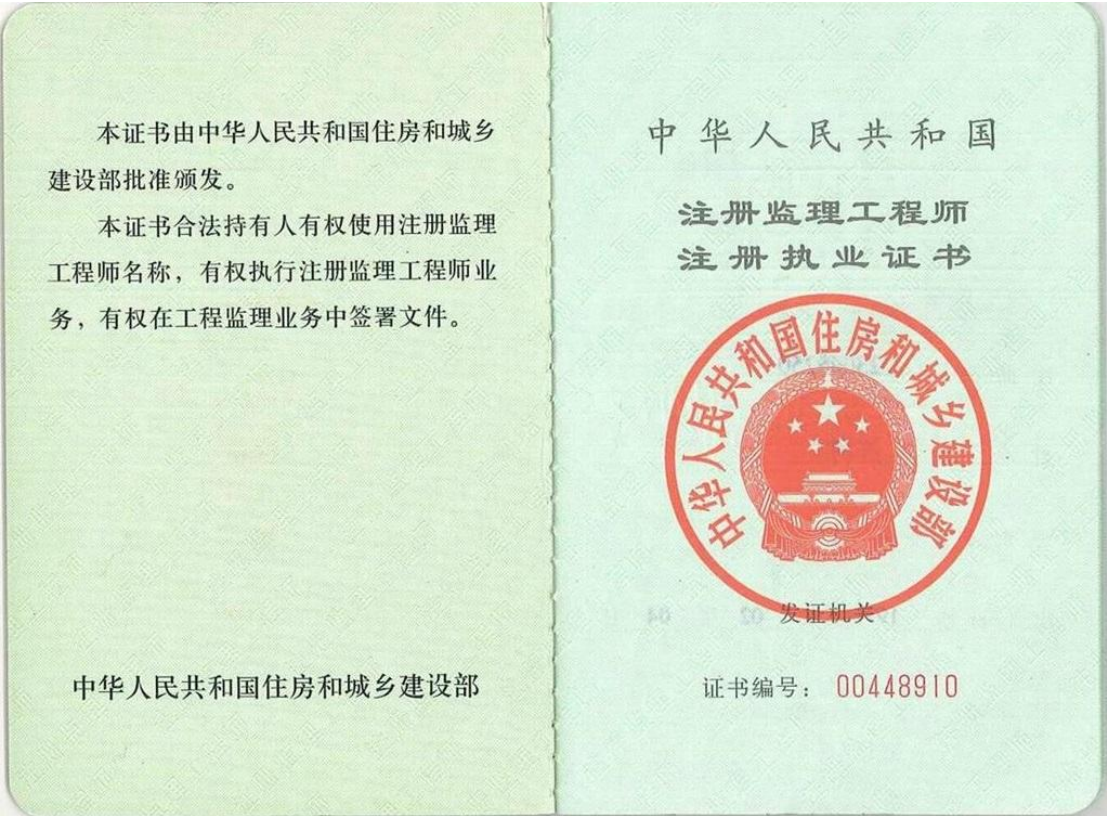 本证书由中华人民共和国住房和城乡
建设部批准颁发。
本证书合法持有人有权使用注册监理
工程师名称，有权执行注册监理工程师业
务，有权在工程监理业务中签署文件。
中华人民共和国住房和城乡建设部
中华人民共和国
注册监理工程师
注册执业证书
中华人民共和国住房和城乡建设部
发证机关
证书编号： 00448910